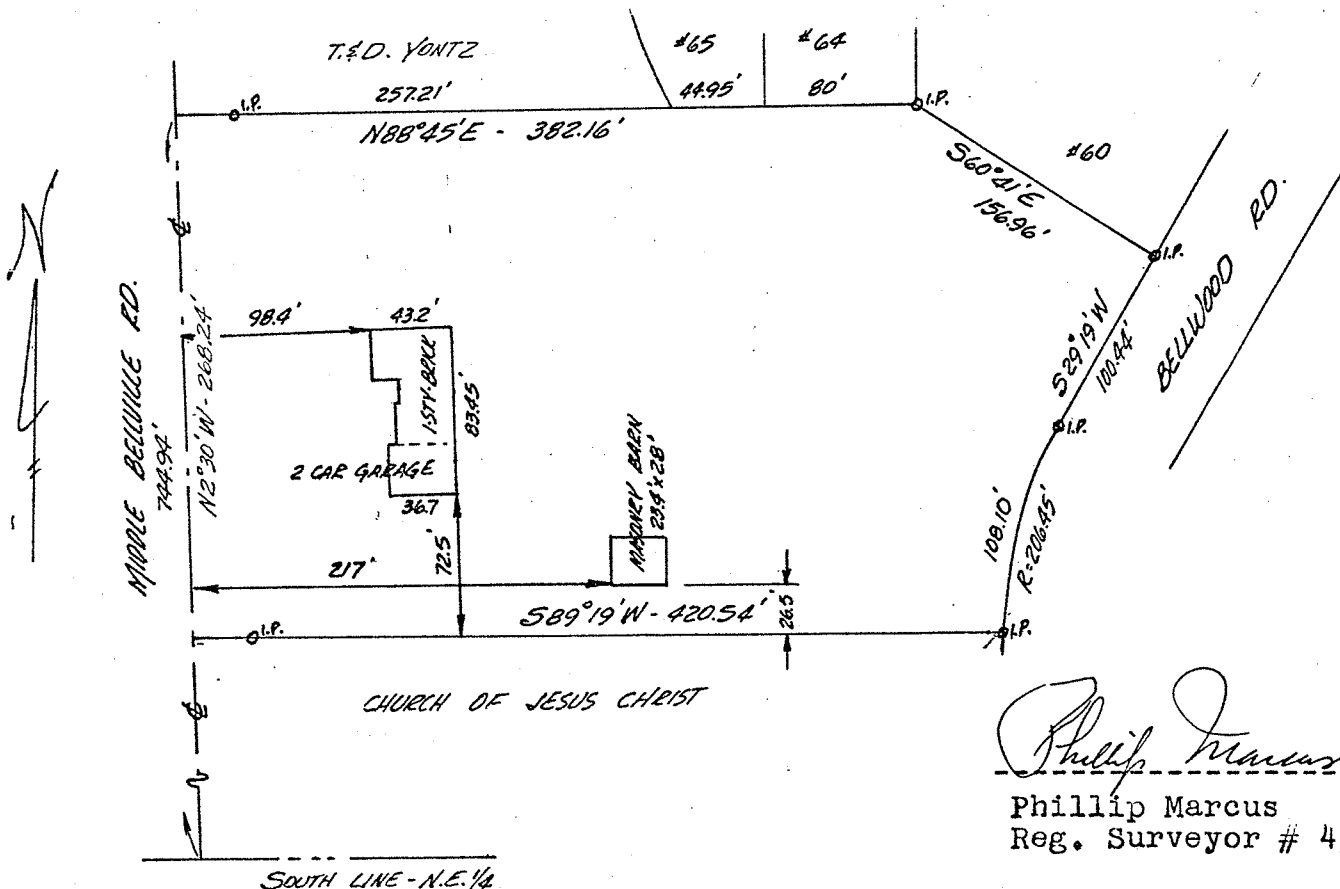 T.&D. YONTZ
#65
#64
257.21'
44.95'
80'
I.P.
I.P.
N88°45'E - 382.16'
#60
S60°41'E
156.96'
BELLWOOD RD.
I.P.
N
MIDDLE BELLVILLE RD.
744.94'
N2°30'W - 268.24'
98.4'
43.2'
1 STY. BRICK
83.45'
S29°19'W
100.44'
I.P.
2 CAR GARAGE
36.7
72.5'
MASONRY BARN
23.4' x 28'
108.10'
R=206.45'
217'
S89°19'W - 420.54'
26.5'
I.P.
I.P.
CHURCH OF JESUS CHRIST
Phillip Marcus
Phillip Marcus
Reg. Surveyor # 4
SOUTH LINE - N.E. 1/4